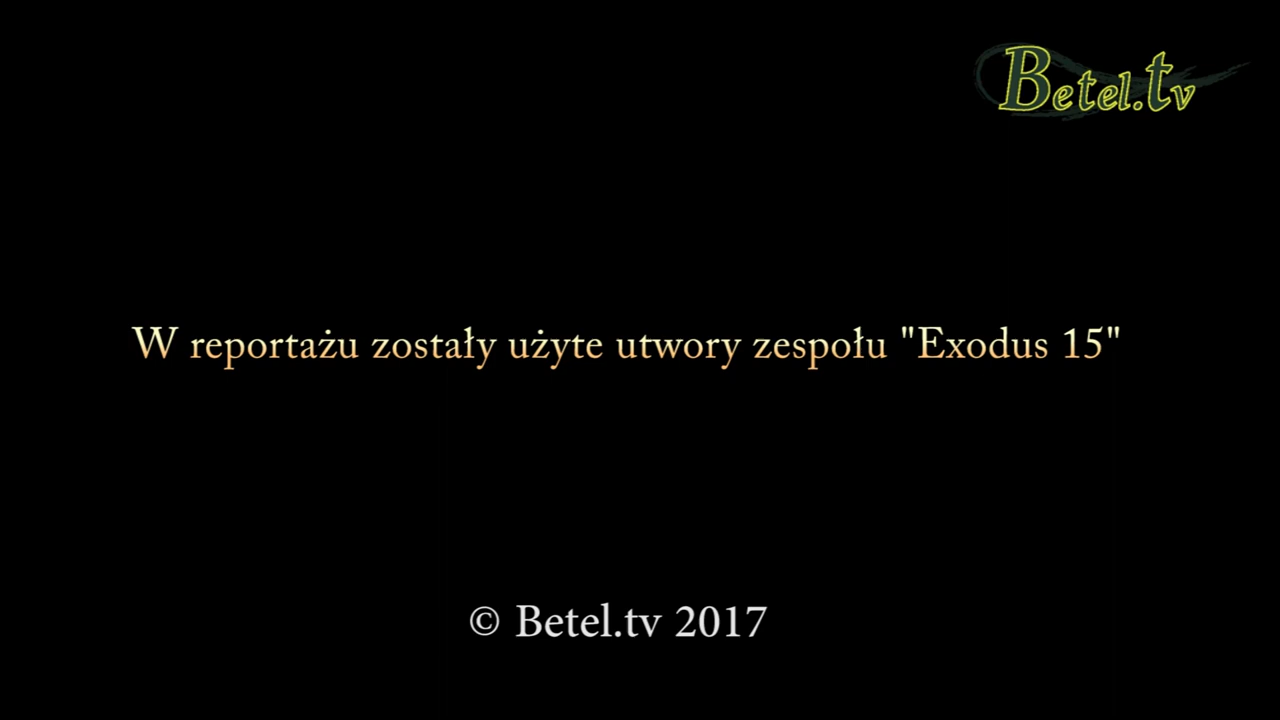 Betel.tv
W reportażu zostały użyte utwory zespołu "Exodus 15"
© Betel.tv 2017